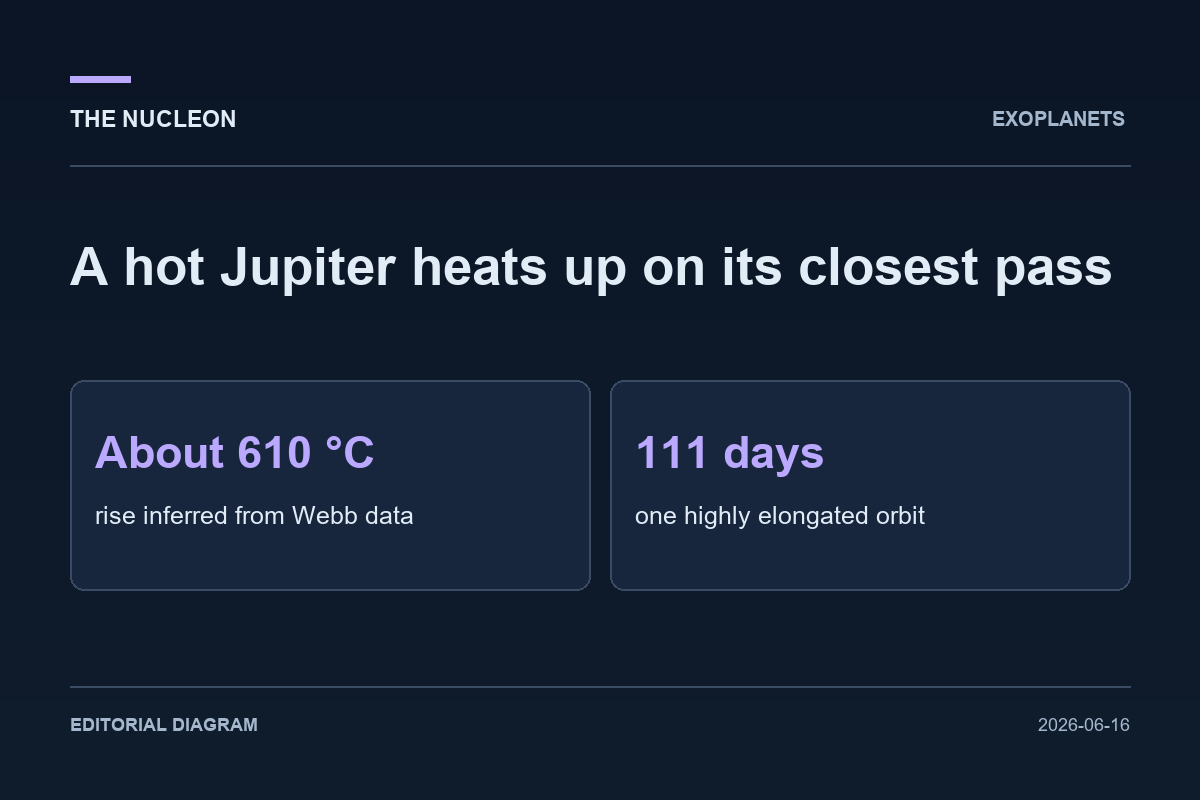 THE NUCLEON
EXOPLANETS
A hot Jupiter heats up on its closest pass
About 610 °C
rise inferred from Webb data
111 days
one highly elongated orbit
EDITORIAL DIAGRAM
2026-06-16